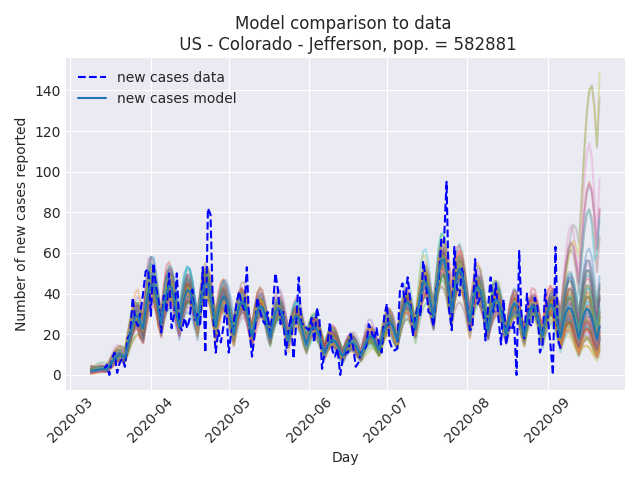 Model comparison to data
US - Colorado - Jefferson, pop. = 582881
new cases data
new cases model
Number of new cases reported
140
120
100
80
60
40
20
0
2020-03
2020-04
2020-05
2020-06
2020-07
2020-08
2020-09
Day